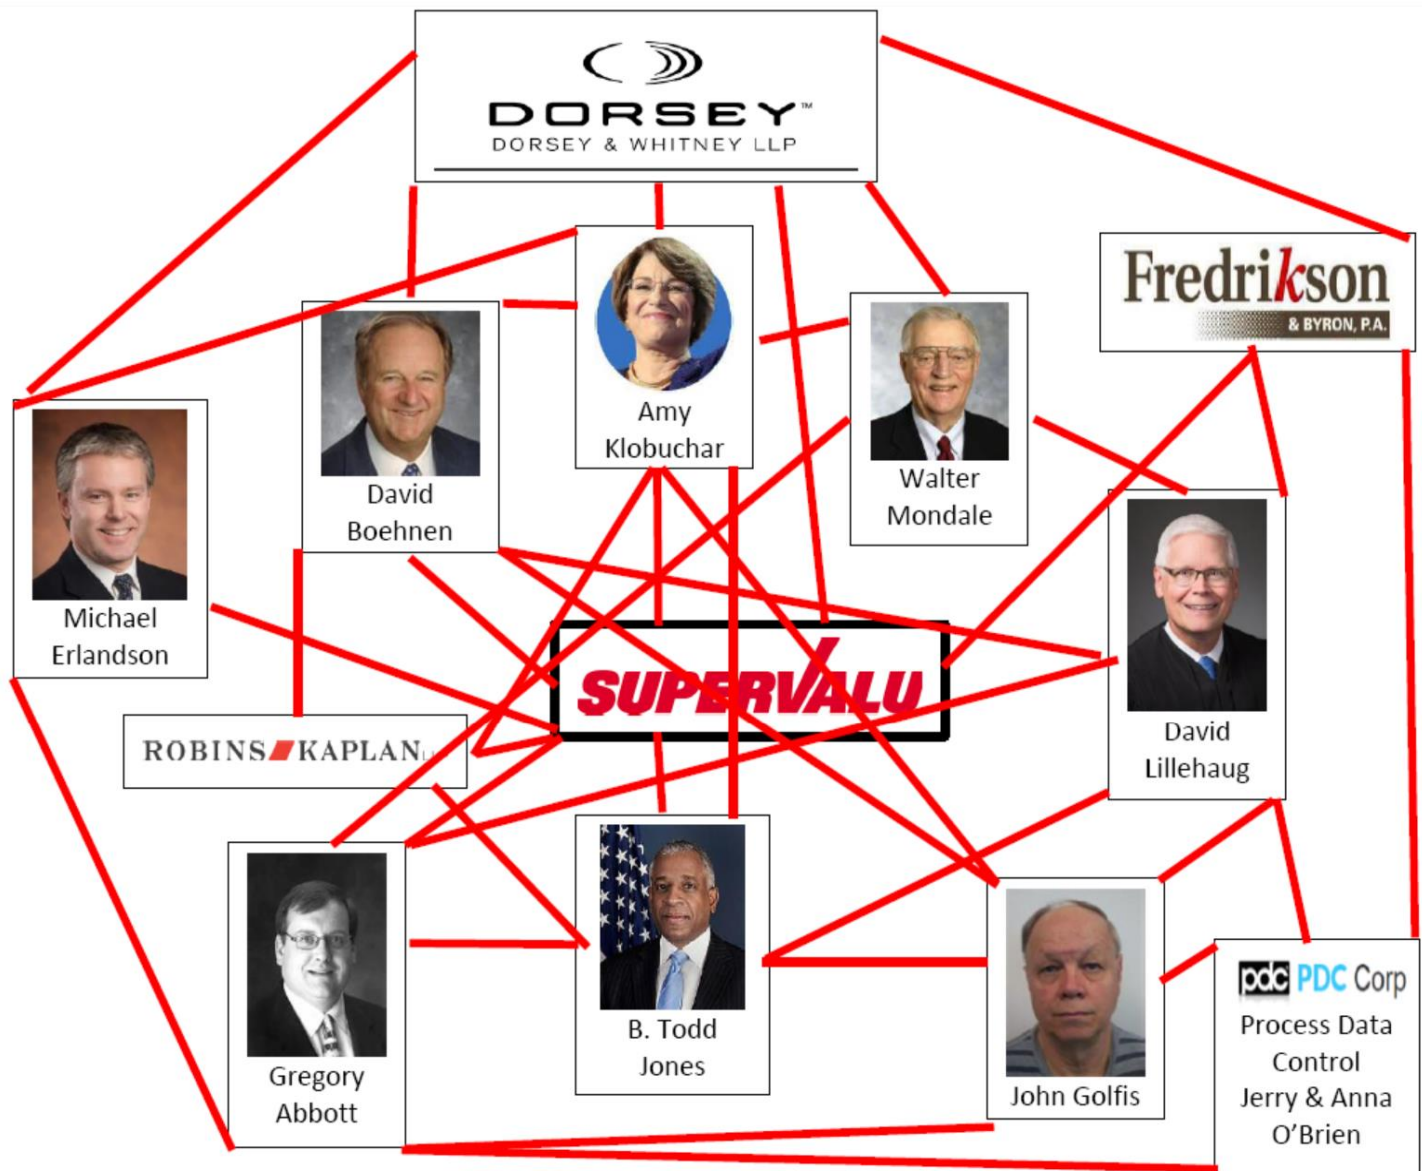 DORSEY™
DORSEY & WHITNEY LLP
Fredrikson
& BYRON, P.A.
Amy
Klobuchar
David
Boehnen
Walter
Mondale
Michael
Erlandson
SUPERVALU
David
Lillehaug
ROBINS KAPLAN
Gregory
Abbott
B. Todd
Jones
John Golfis
pdc PDC Corp
Process Data
Control
Jerry & Anna
O’Brien